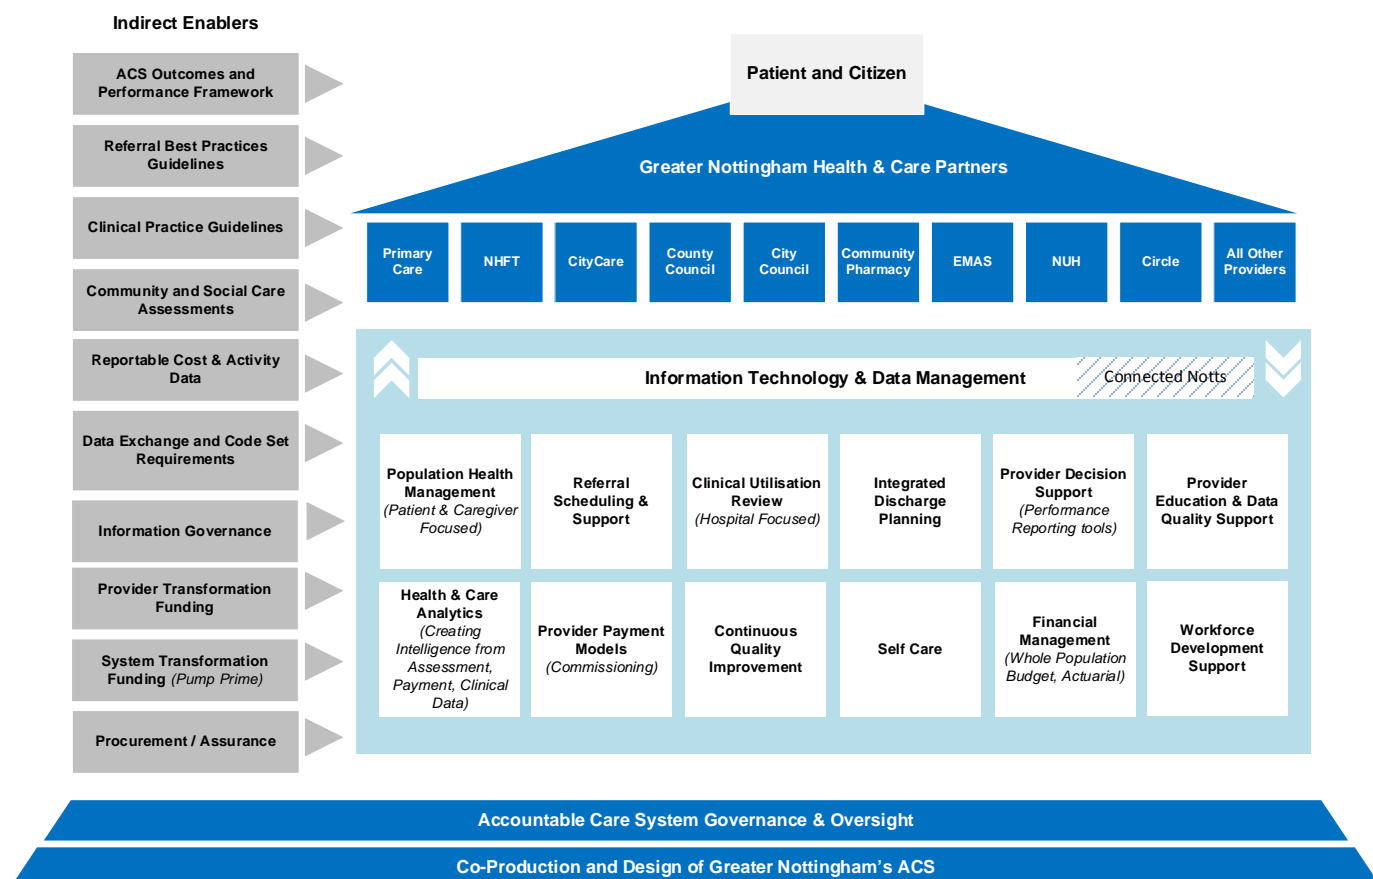 Indirect Enablers
ACS Outcomes and
Performance Framework
Referral Best Practices
Guidelines
Clinical Practice Guidelines
Community and Social Care
Assessments
Reportable Cost & Activity
Data
Data Exchange and Code Set
Requirements
Information Governance
Provider Transformation
Funding
System Transformation
Funding (Pump Prime)
Procurement / Assurance
Patient and Citizen
Greater Nottingham Health & Care Partners
Primary
Care
NHFT
CityCare
County
Council
City
Council
Community
Pharmacy
EMAS
NUH
Circle
All Other
Providers
Information Technology & Data Management
Connected Notts
Population Health
Management
(Patient & Caregiver
Focused)
Referral
Scheduling &
Support
Clinical Utilisation
Review
(Hospital Focused)
Integrated
Discharge
Planning
Provider Decision
Support
(Performance
Reporting tools)
Provider
Education & Data
Quality Support
Health & Care
Analytics
(Creating
Intelligence from
Assessment,
Payment, Clinical
Data)
Provider Payment
Models
(Commissioning)
Continuous
Quality
Improvement
Self Care
Financial
Management
(Whole Population
Budget, Actuarial)
Workforce
Development
Support
Accountable Care System Governance & Oversight
Co-Production and Design of Greater Nottingham’s ACS